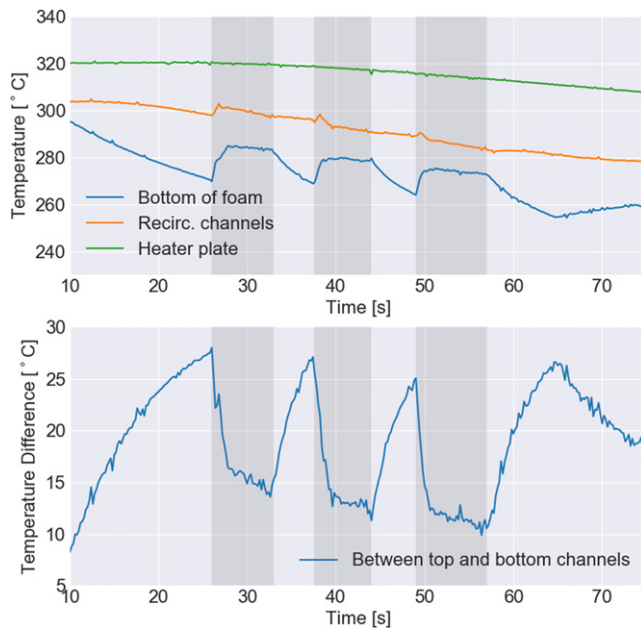 340
320
300
280
260
240
Temperature [°C]
Bottom of foam
Recirc. channels
Heater plate
10 20 30 40 50 60 70
Time [s]
30
25
20
15
10
5
Temperature Difference [°C]
Between top and bottom channels
10 20 30 40 50 60 70
Time [s]